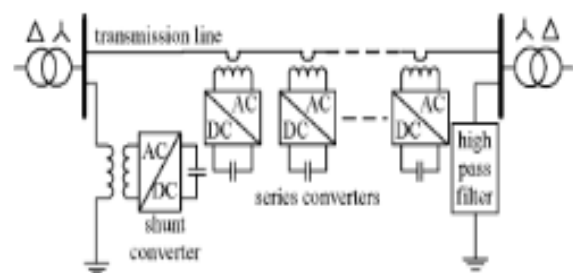 Δ
Δ
transmission line
AC
DC
AC
DC
AC
DC
AC
DC
shunt
converter
series converters
high
pass
filter